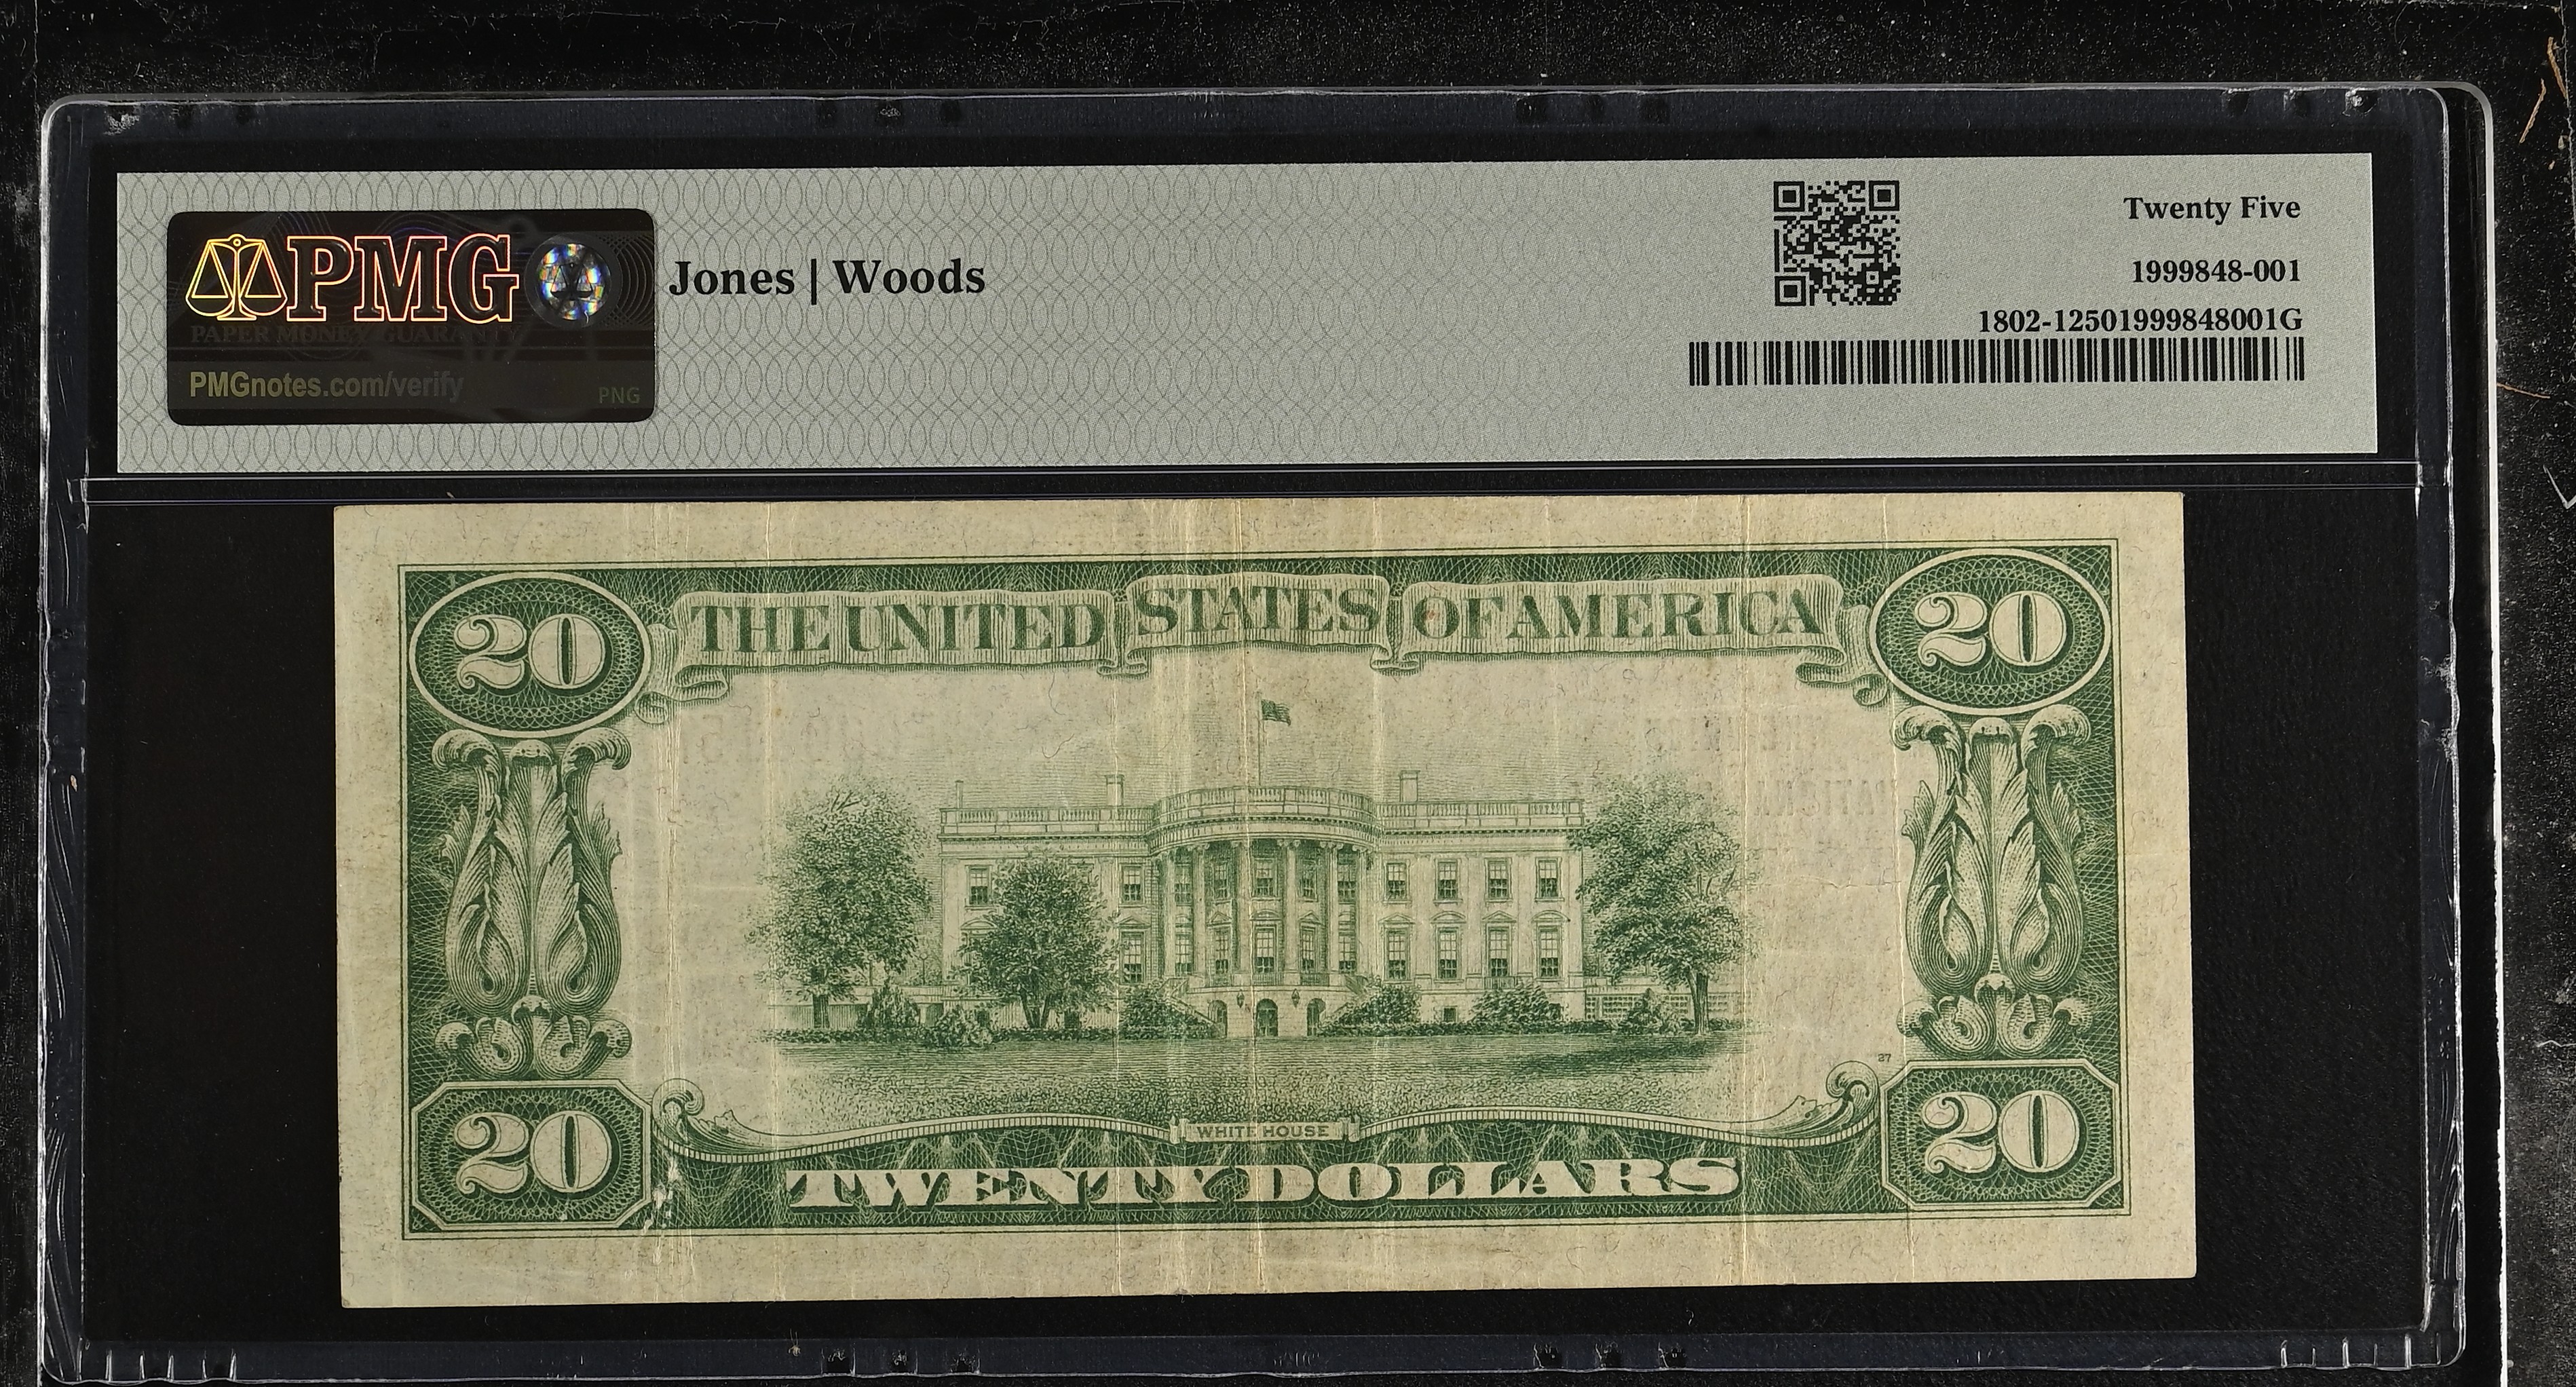 PMG
PAPER MONEY GUARANTY
PMGnotes.com/verify
PNG
Jones | Woods
Twenty Five
1999848-001
1802-12501999848001G
THE UNITED STATES OF AMERICA
20
20
27
20
20
WHITE HOUSE
TWENTY DOLLARS